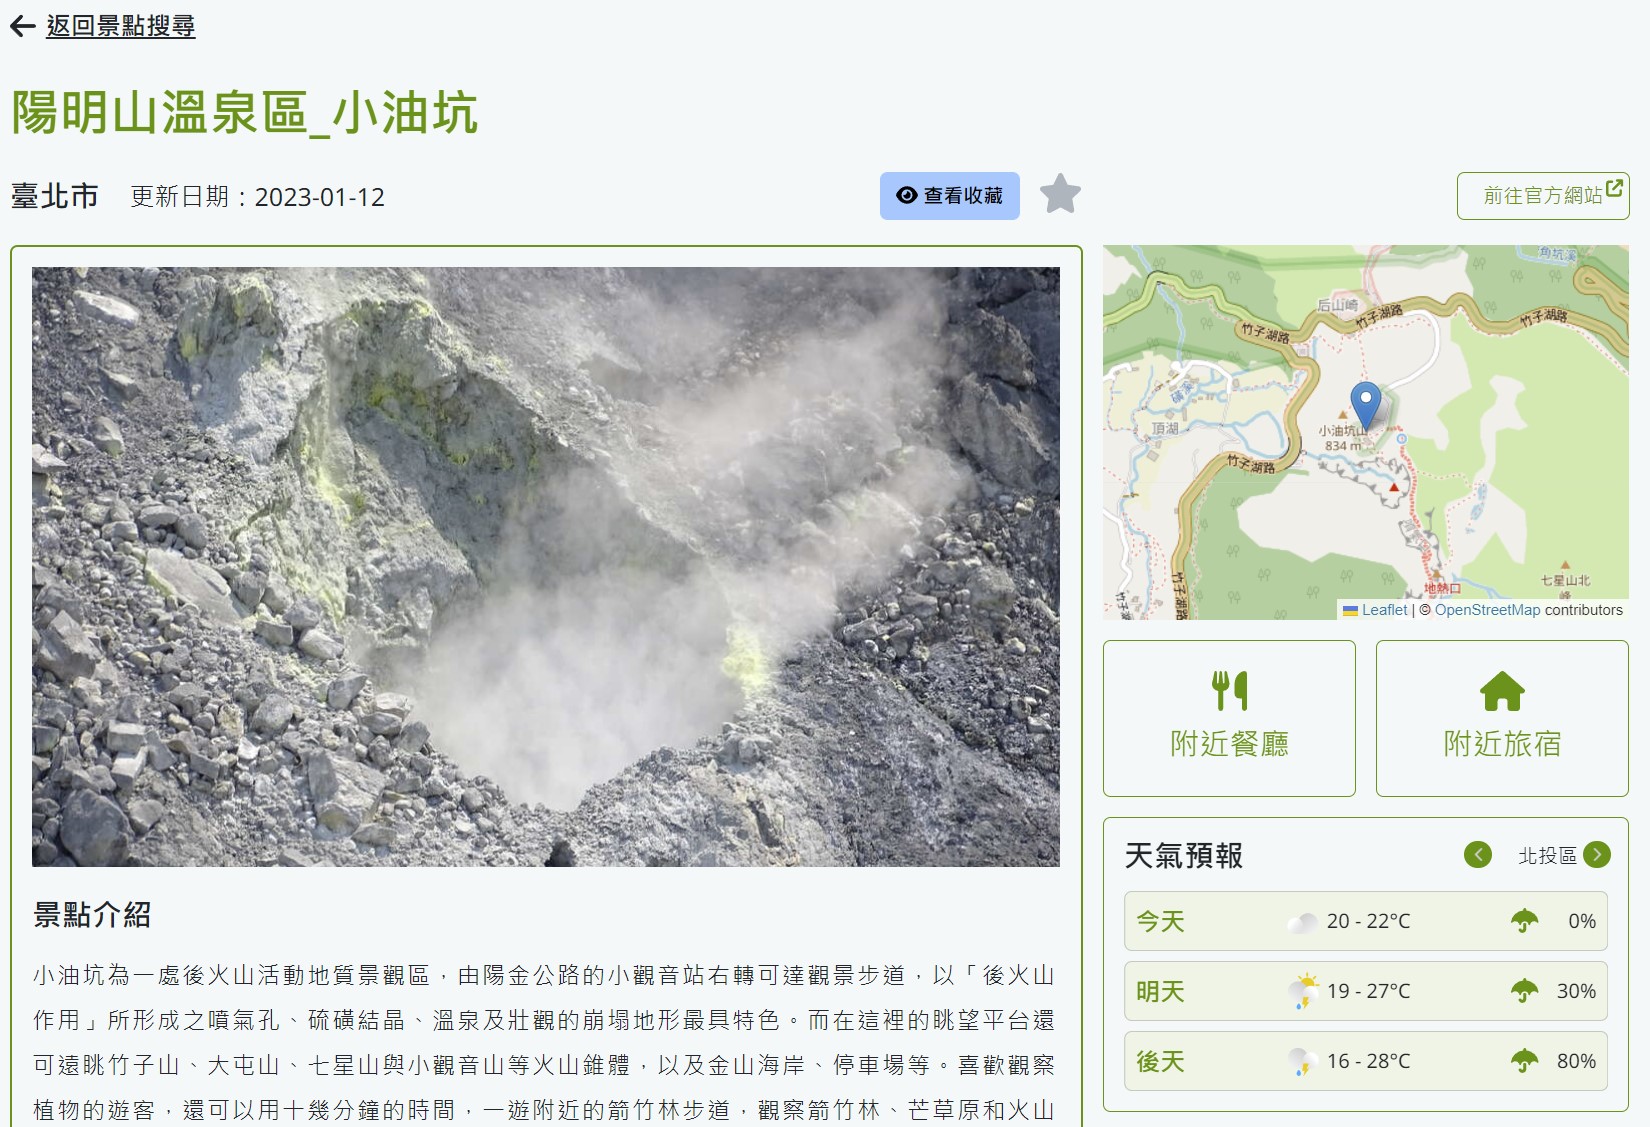 返回景點搜尋
陽明山溫泉區_小油坑
臺北市 更新日期：2023-01-12
查看收藏
前往官方網站
角坑溪
后山崎
竹子湖路
竹子湖路
竹子湖路
頂湖
小油坑山
834 m
竹子湖路
竹子湖路
地熱口
七星山北
峰
Leaflet | © OpenStreetMap contributors
附近餐廳
附近旅宿
天氣預報
北投區
今天 20 - 22°C 0%
明天 19 - 27°C 30%
後天 16 - 28°C 80%
景點介紹
小油坑為一處後火山活動地質景觀區，由陽金公路的小觀音站右轉可達觀景步道，以「後火山
作用」所形成之噴氣孔、硫磺結晶、溫泉及壯觀的崩塌地形最具特色。而在這裡的眺望平台還
可遠眺竹子山、大屯山、七星山與小觀音山等火山錐體，以及金山海岸、停車場等。喜歡觀察
植物的遊客，還可以用十幾分鐘的時間，一遊附近的箭竹林步道，觀察箭竹林、芒草原和火山